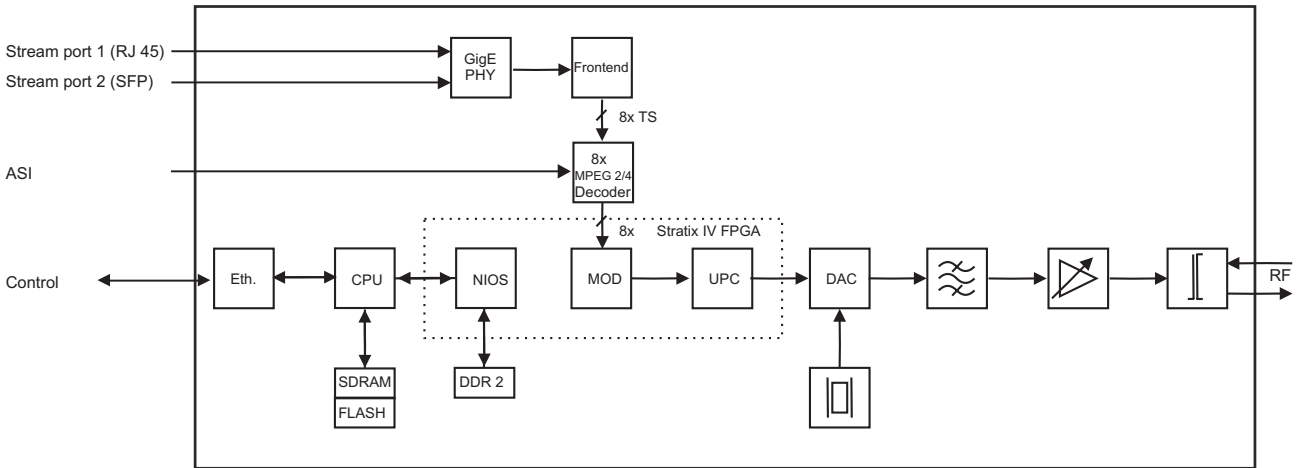 Stream port 1 (RJ 45)
Stream port 2 (SFP)
GigE
PHY
Frontend
8x TS
ASI
8x
MPEG 2/4
Decoder
8x
Stratix IV FPGA
Control
Eth.
CPU
NIOS
MOD
UPC
DAC
RF
SDRAM
FLASH
DDR 2